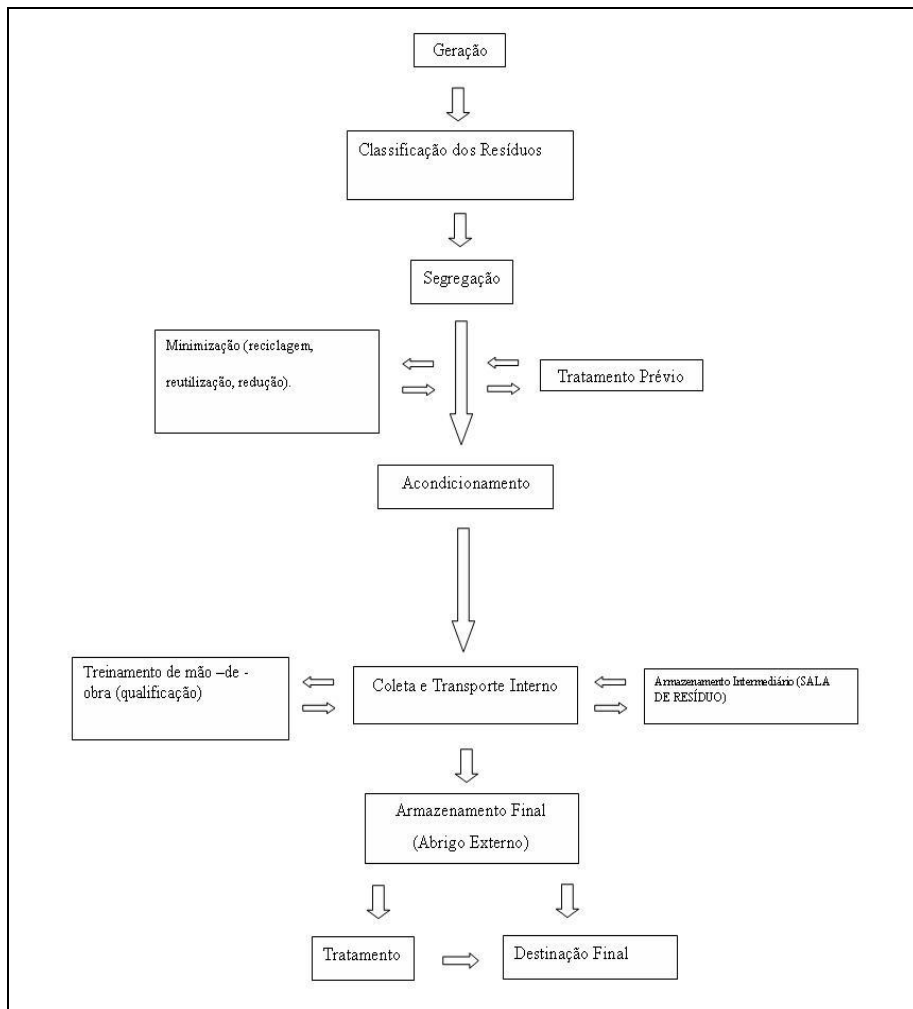 Geração
Classificação dos Resíduos
Segregação
Minimização (reciclagem,
reutilização, redução).
Tratamento Prévio
Acondicionamento
Treinamento de mão –de -
obra (qualificação)
Coleta e Transporte Interno
Armazenamento Intermediário (SALA
DE RESÍDUO)
Armazenamento Final
(Abrigo Externo)
Tratamento
Destinação Final